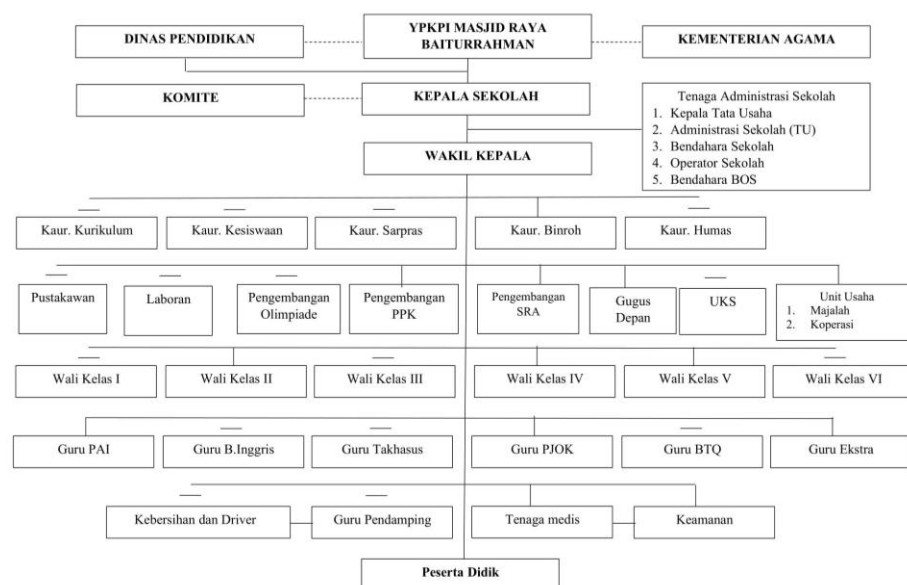 DINAS PENDIDIKAN
YPKPI MASJID RAYA
BAITURRAHMAN
KEMENTERIAN AGAMA
KOMITE
KEPALA SEKOLAH
Tenaga Administrasi Sekolah
1. Kepala Tata Usaha
2. Administrasi Sekolah (TU)
3. Bendahara Sekolah
4. Operator Sekolah
5. Bendahara BOS
WAKIL KEPALA
Kaur. Kurikulum
Kaur. Kesiswaan
Kaur. Sarpras
Kaur. Binroh
Kaur. Humas
Pustakawan
Laboran
Pengembangan
Olimpiade
Pengembangan
PPK
Pengembangan
SRA
Gugus
Depan
UKS
Unit Usaha
1. Majalah
2. Koperasi
Wali Kelas I
Wali Kelas II
Wali Kelas III
Wali Kelas IV
Wali Kelas V
Wali Kelas VI
Guru PAI
Guru B.Inggris
Guru Takhasus
Guru PJOK
Guru BTQ
Guru Ekstra
Kebersihan dan Driver
Guru Pendamping
Tenaga medis
Keamanan
Peserta Didik